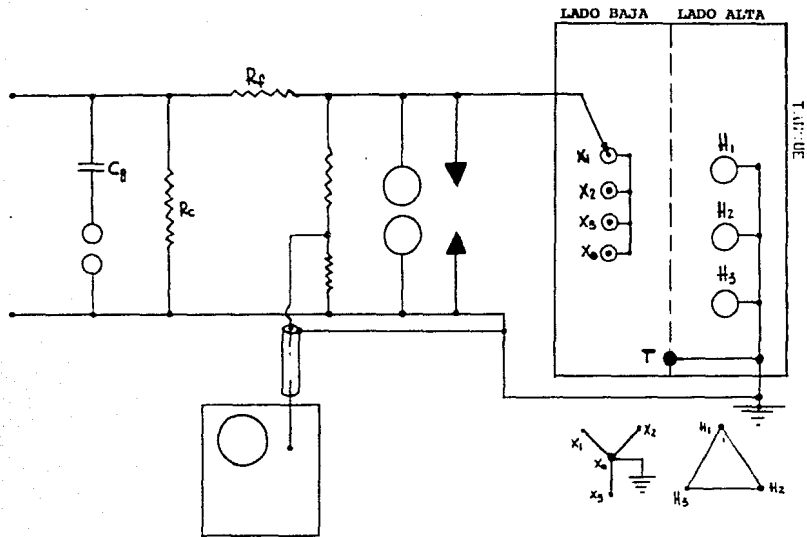 LADO BAJA LADO ALTA
Rf
C8
Rc
X1
X2
X3
X0
H1
H2
H3
T
X1
X2
X0
X3
H1
H3
H2